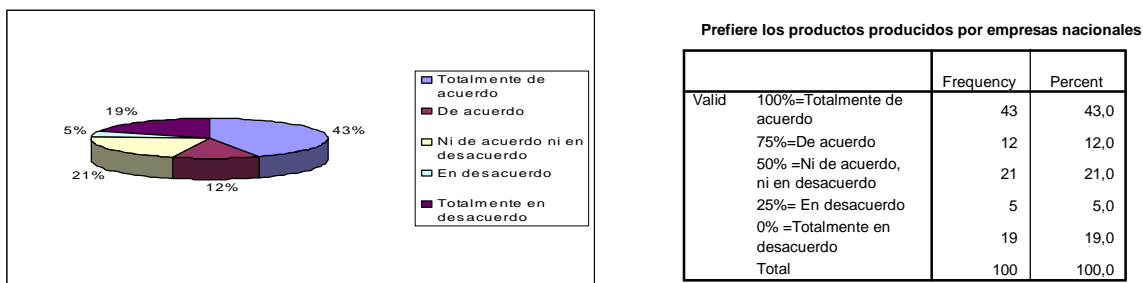 19%
5%
21%
12%
43%
Totalmente de
acuerdo
De acuerdo
Ni de acuerdo ni en
desacuerdo
En desacuerdo
Totalmente en
desacuerdo
Prefiere los productos producidos por empresas nacionales
Frequency Percent
Valid 100%=Totalmente de
acuerdo 43 43,0
75%=De acuerdo 12 12,0
50% =Ni de acuerdo,
ni en desacuerdo 21 21,0
25%= En desacuerdo 5 5,0
0% =Totalmente en
desacuerdo 19 19,0
Total 100 100,0